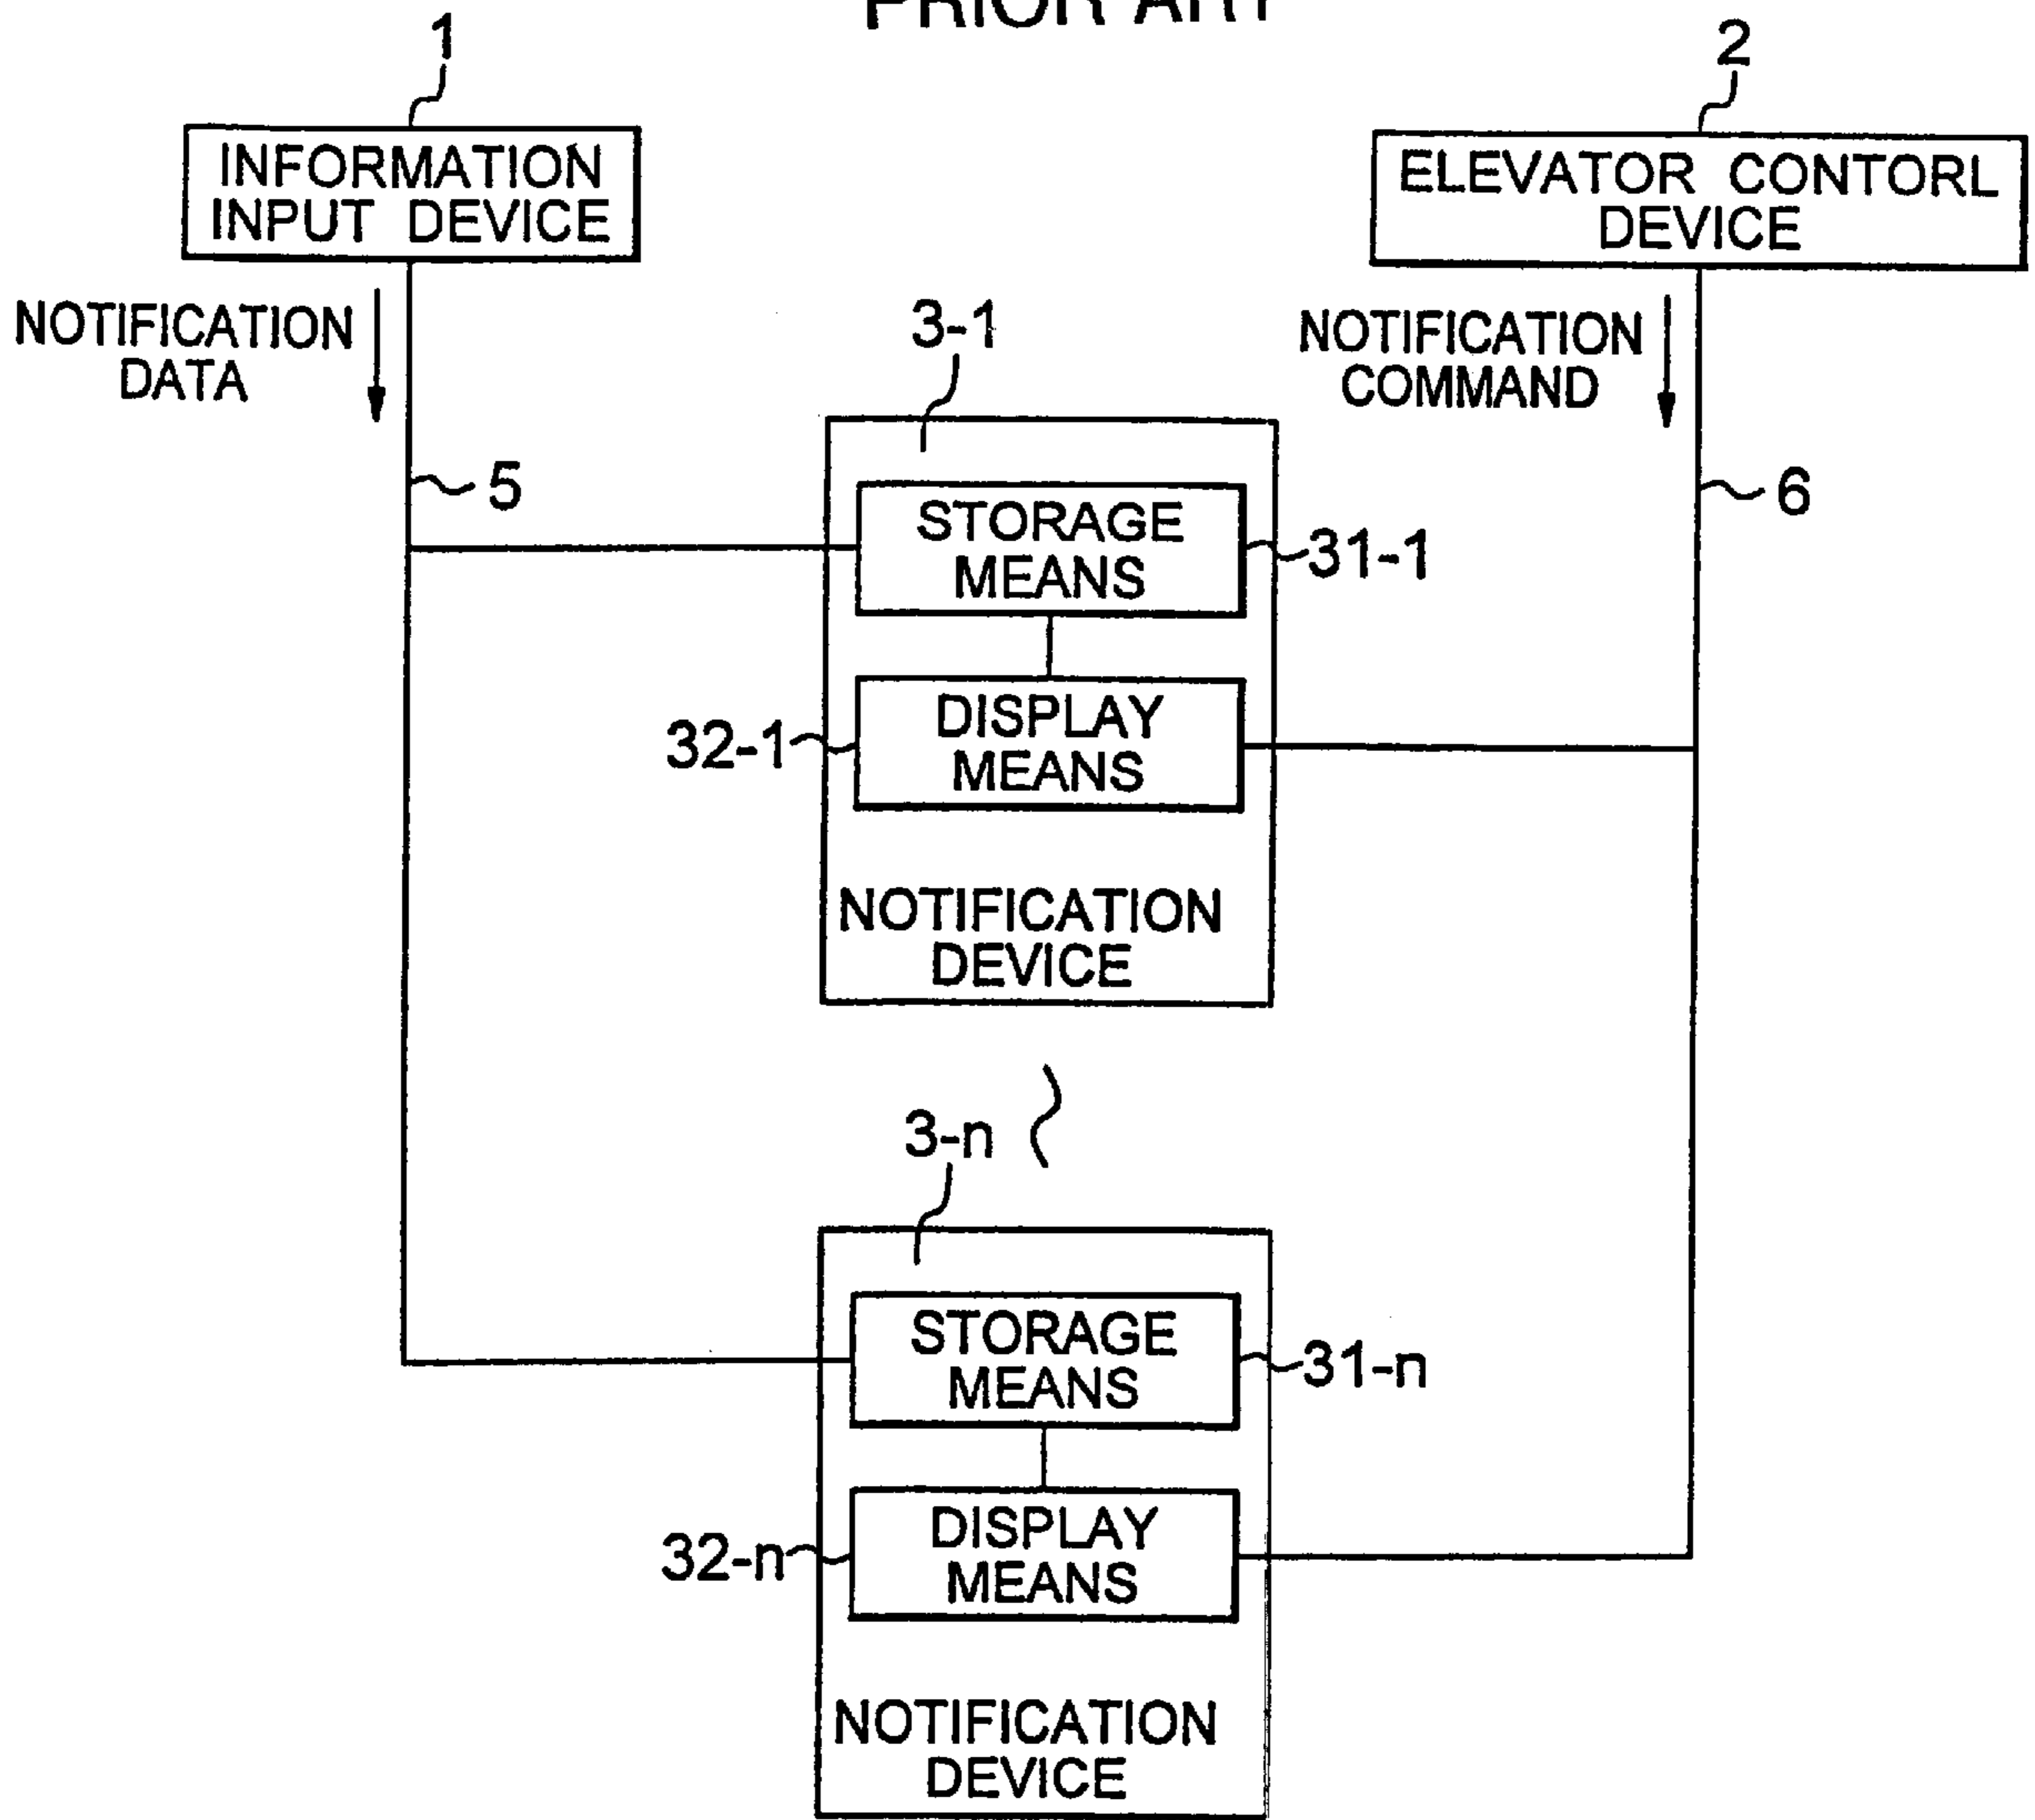 PRIOR ART
1
2
INFORMATION
INPUT DEVICE
ELEVATOR CONTORL
DEVICE
NOTIFICATION
DATA
3-1
NOTIFICATION
COMMAND
5
6
STORAGE
MEANS
31-1
32-1
DISPLAY
MEANS
NOTIFICATION
DEVICE
3-n
STORAGE
MEANS
31-n
32-n
DISPLAY
MEANS
NOTIFICATION
DEVICE